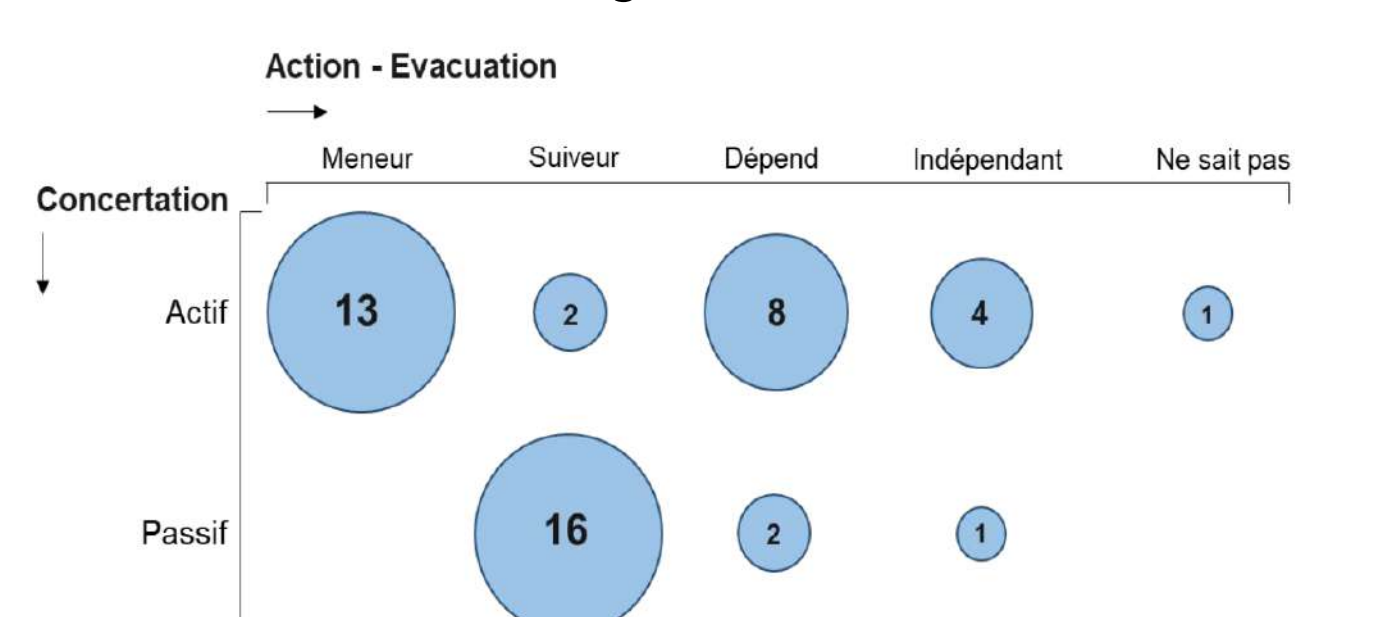 Action - Evacuation
Meneur Suiveur Dépend Indépendant Ne sait pas
Concertation
Actif 13 2 8 4 1
Passif 16 2 1